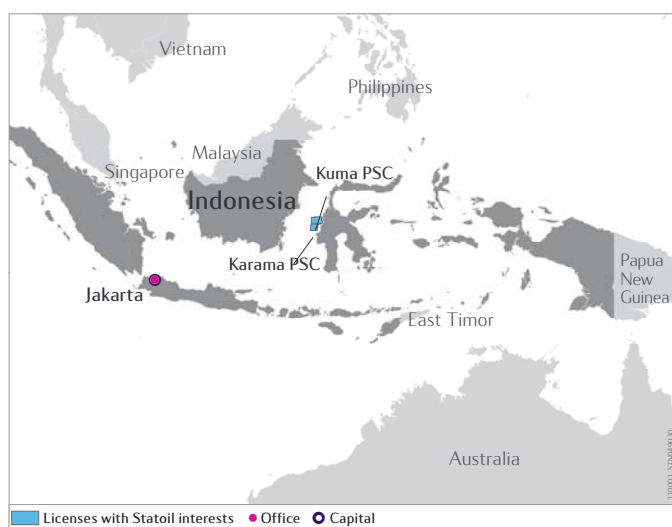 Vietnam
Philippines
Malaysia
Singapore
Kuma PSC
Indonesia
Karama PSC
Papua
New
Guinea
Jakarta
East Timor
Australia
Licenses with Statoil interests Office Capital